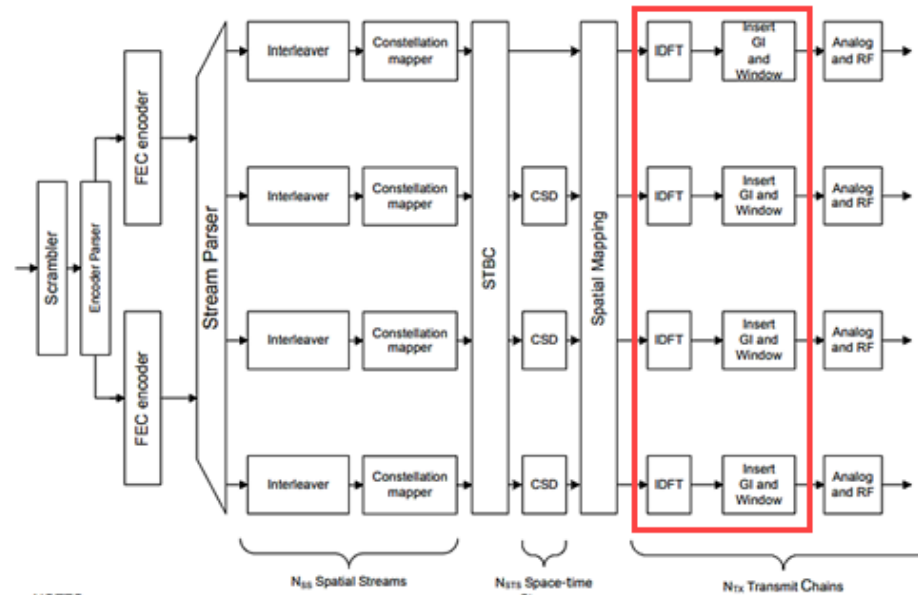 Scrambler
Encoder Parser
FEC encoder
FEC encoder
Stream Parser
Interleaver
Constellation
mapper
Interleaver
Constellation
mapper
Interleaver
Constellation
mapper
Interleaver
Constellation
mapper
STBC
CSD
CSD
CSD
Spatial Mapping
IDFT
Insert
GI
and
Window
Analog
and RF
IDFT
Insert
GI and
Window
Analog
and RF
IDFT
Insert
GI and
Window
Analog
and RF
IDFT
Insert
GI and
Window
Analog
and RF
NSS Spatial Streams
NSTS Space-time
NTX Transmit Chains